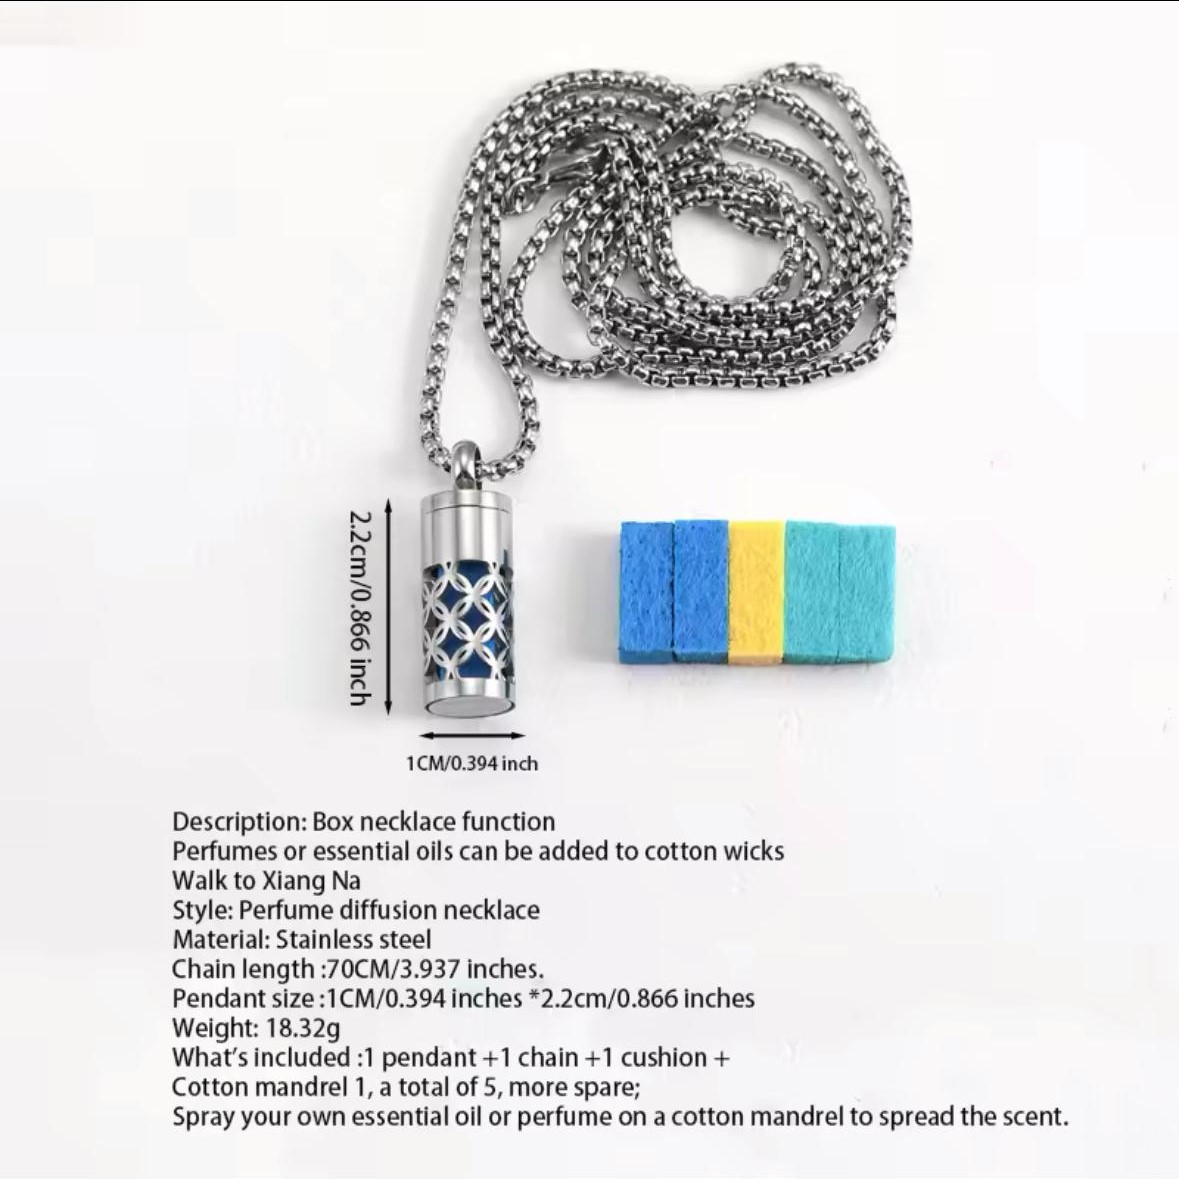 2.2cm/0.866 inch
1CM/0.394 inch
Description: Box necklace function
Perfumes or essential oils can be added to cotton wicks
Walk to Xiang Na
Style: Perfume diffusion necklace
Material: Stainless steel
Chain length :70CM/3.937 inches.
Pendant size :1CM/0.394 inches *2.2cm/0.866 inches
Weight: 18.32g
What's included :1 pendant +1 chain +1 cushion +
Cotton mandrel 1, a total of 5, more spare;
Spray your own essential oil or perfume on a cotton mandrel to spread the scent.